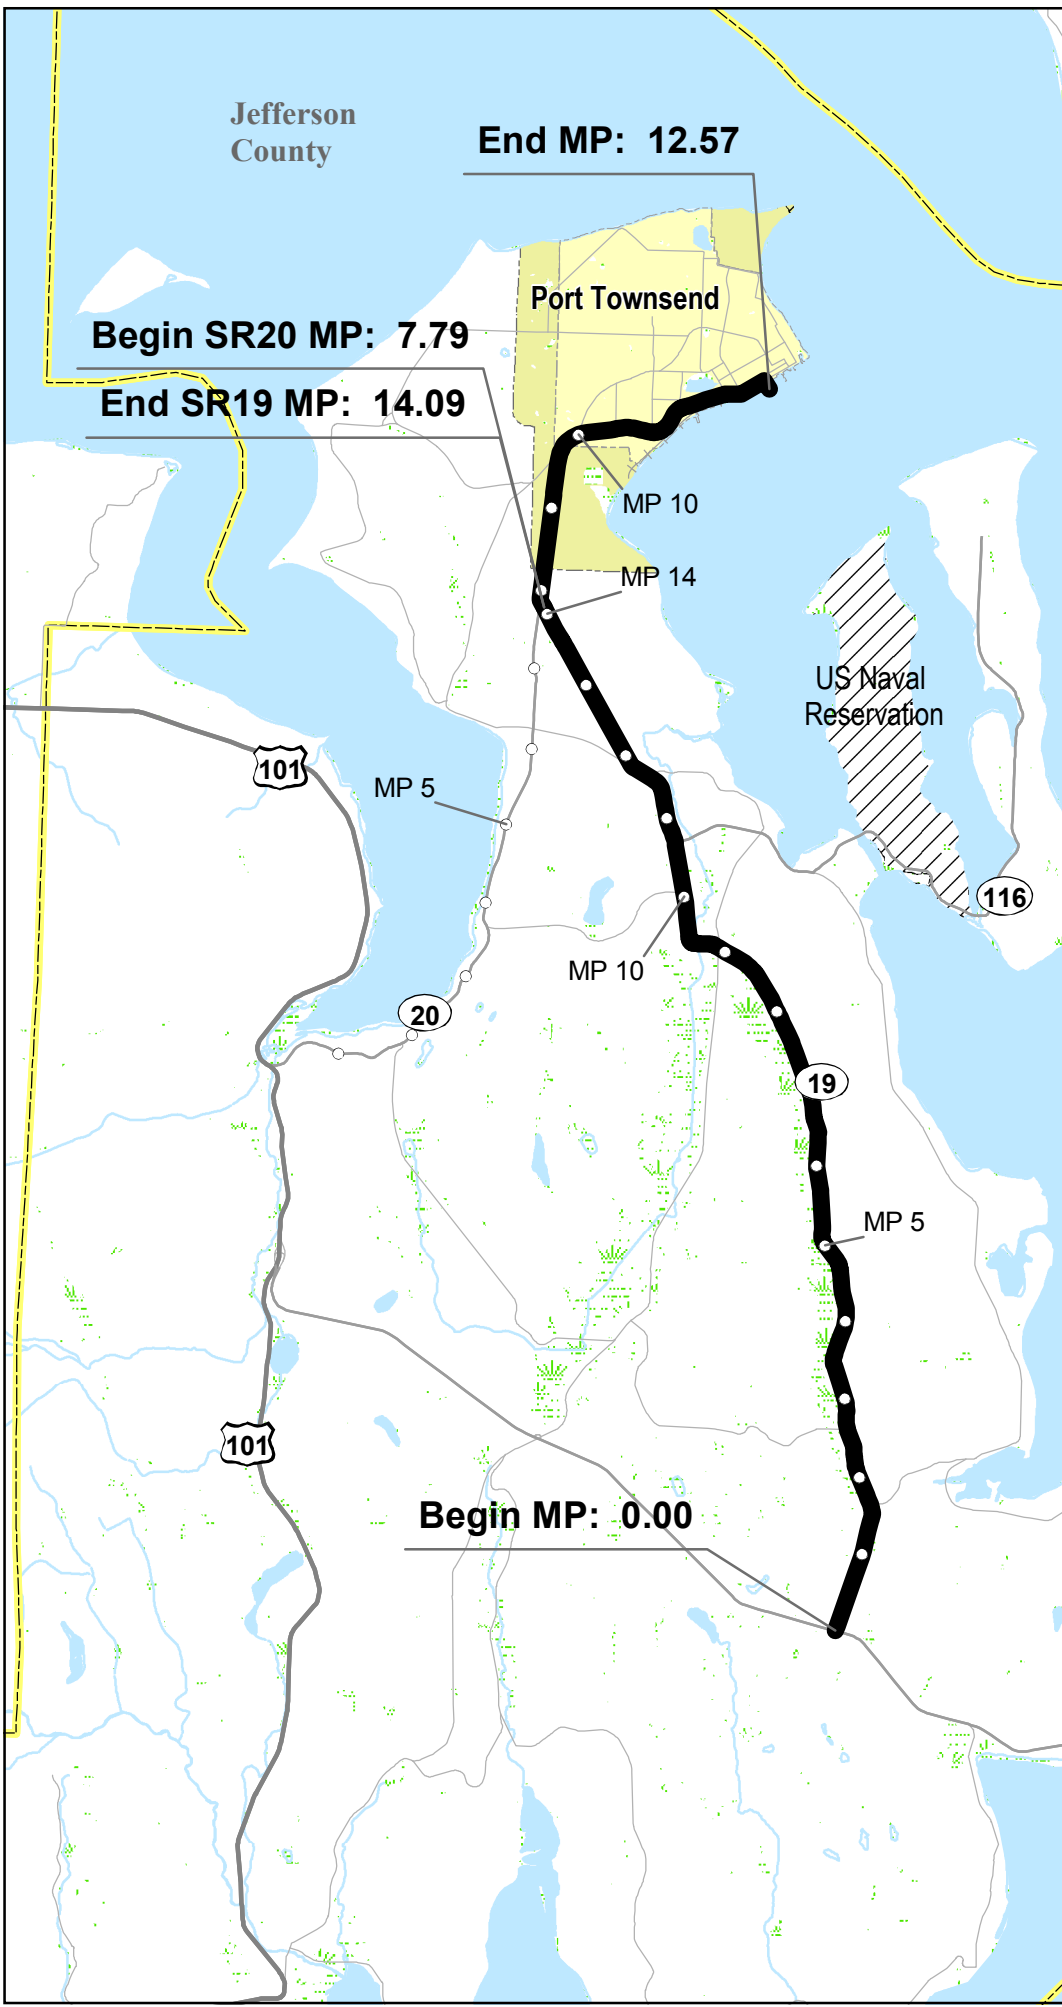 Jefferson
County
End MP: 12.57
Port Townsend
Begin SR20 MP: 7.79
End SR19 MP: 14.09
MP 10
MP 14
US Naval
Reservation
101
MP 5
116
MP 10
20
19
MP 5
101
Begin MP: 0.00